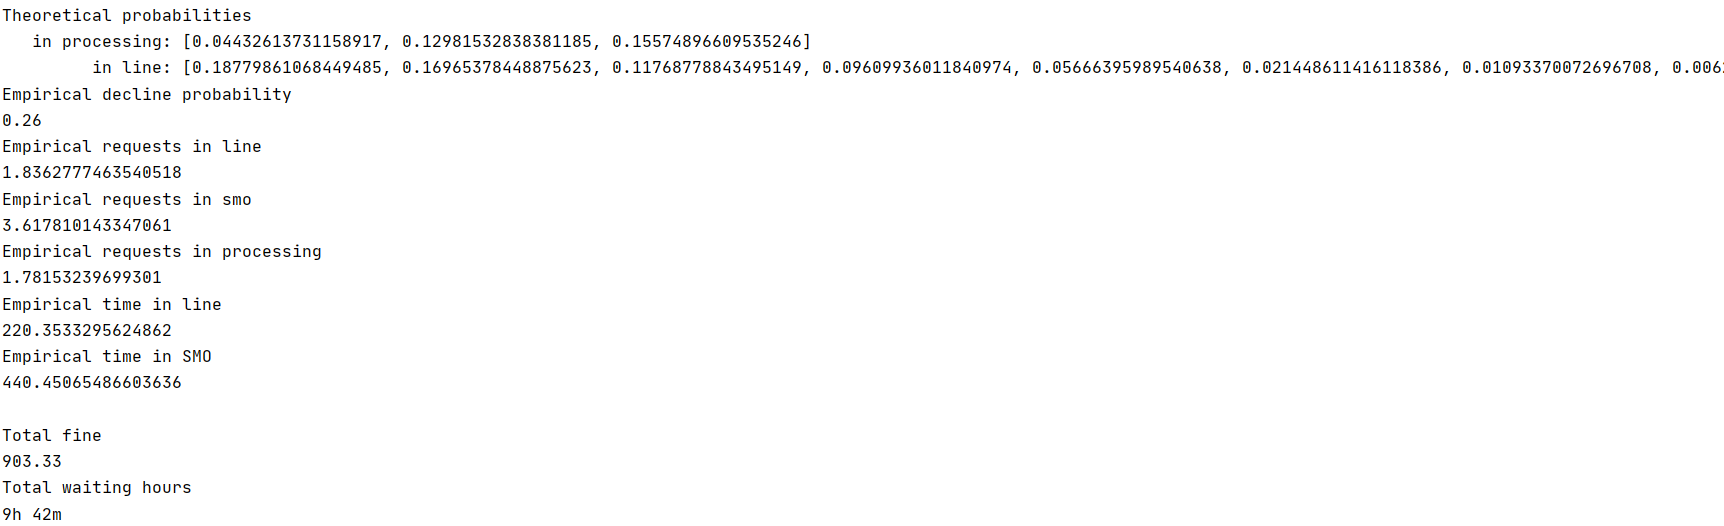 Theoretical probabilities
in processing: [0.04432613731158917, 0.12981532838381185, 0.15574896609535246]
in line: [0.18779861068449485, 0.16965378448875623, 0.11768778843495149, 0.09609936011840974, 0.05666395989540638, 0.021448611416118386, 0.01093370072696708, 0.006
Empirical decline probability
0.26
Empirical requests in line
1.8362777463540518
Empirical requests in smo
3.617810143347061
Empirical requests in processing
1.78153239699301
Empirical time in line
220.3533295624862
Empirical time in SMO
440.45065486603636
Total fine
903.33
Total waiting hours
9h 42m